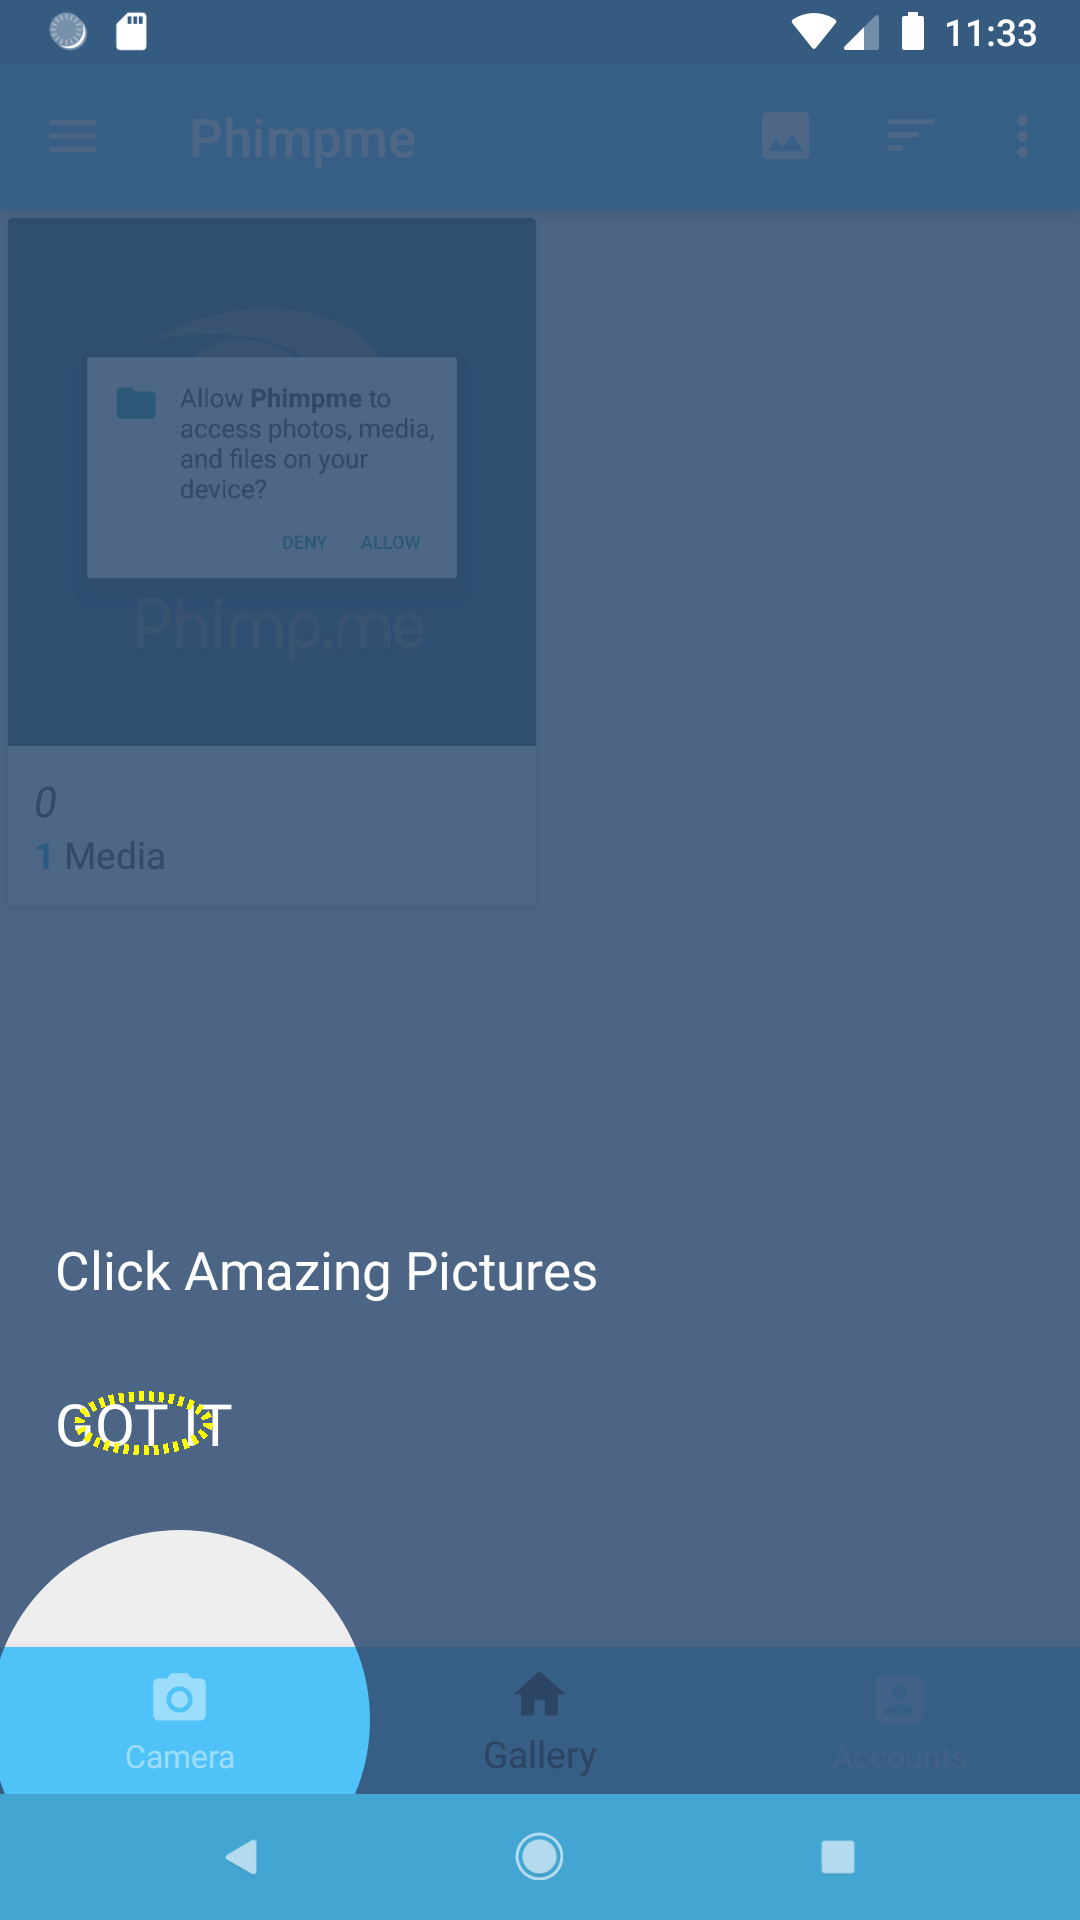 11:33
Phimpme
Allow Phimpme to
access photos, media,
and files on your
device?
DENY ALLOW
Phimp.me
0
1 Media
Click Amazing Pictures
GOT IT
Camera Gallery Accounts